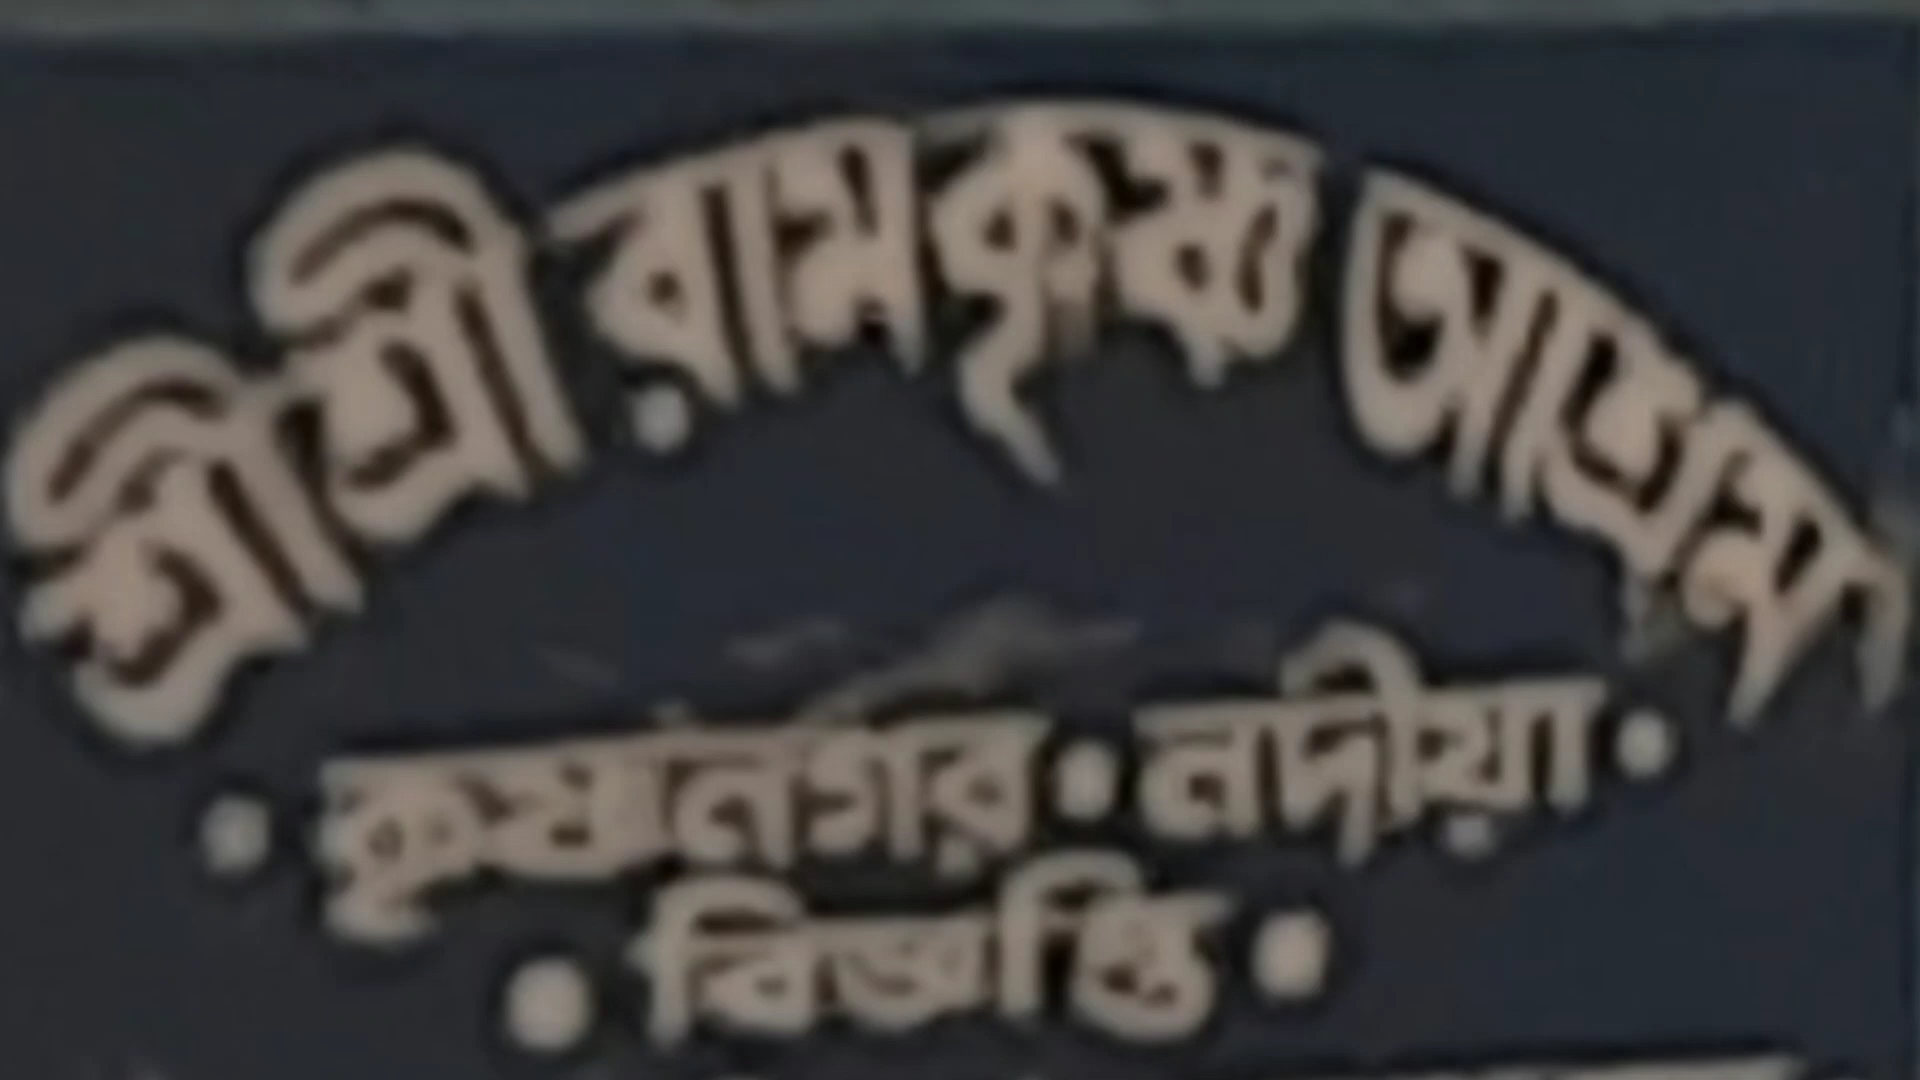 শ্রীশ্রী রামকৃষ্ণ আশ্রম
• কৃষ্ণনগর • নদীয়া •
• বিজ্ঞপ্তি •